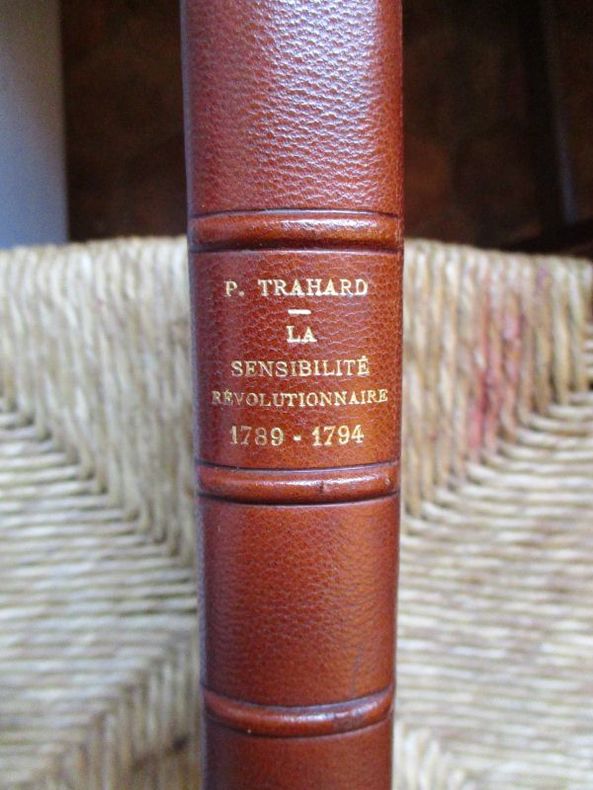 P. TRAHARD
LA
SENSIBILITÉ
RÉVOLUTIONNAIRE
1789 - 1794